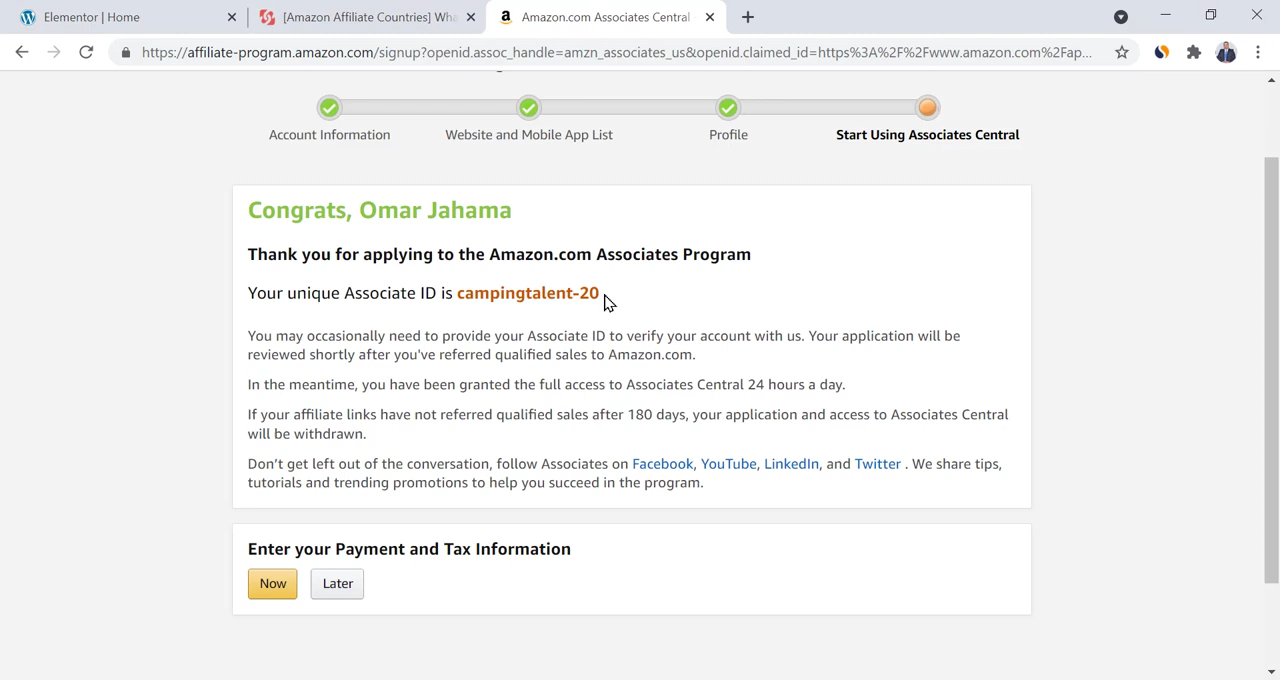 Elementor | Home
[Amazon Affiliate Countries] Wha
Amazon.com Associates Central
https://affiliate-program.amazon.com/signup?openid.assoc_handle=amzn_associates_us&openid.claimed_id=https%3A%2F%2Fwww.amazon.com%2Fap...
Account Information
Website and Mobile App List
Profile
Start Using Associates Central
Congrats, Omar Jahama
Thank you for applying to the Amazon.com Associates Program
Your unique Associate ID is campingtalent-20
You may occasionally need to provide your Associate ID to verify your account with us. Your application will be
reviewed shortly after you've referred qualified sales to Amazon.com.
In the meantime, you have been granted the full access to Associates Central 24 hours a day.
If your affiliate links have not referred qualified sales after 180 days, your application and access to Associates Central
will be withdrawn.
Don't get left out of the conversation, follow Associates on Facebook, YouTube, LinkedIn, and Twitter . We share tips,
tutorials and trending promotions to help you succeed in the program.
Enter your Payment and Tax Information
Now
Later